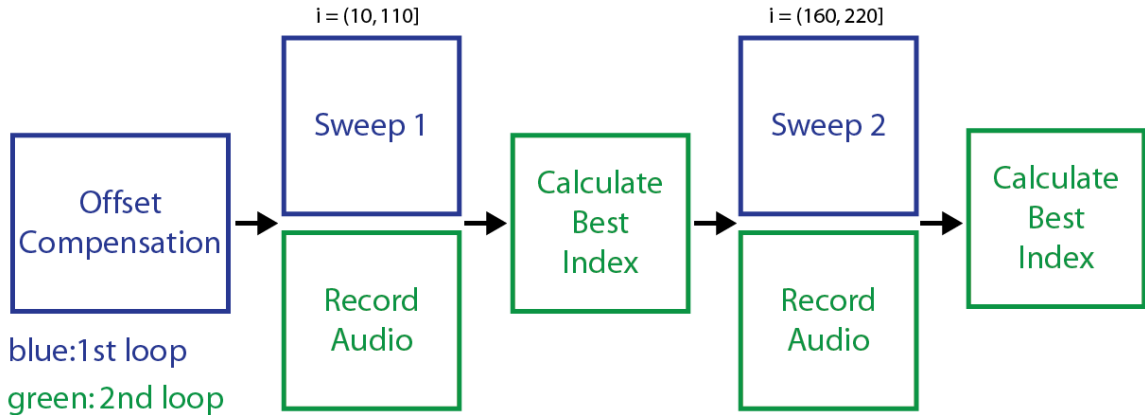 i = (10, 110]
i = (160, 220]
Sweep 1
Sweep 2
Offset
Compensation
Calculate
Best
Index
Calculate
Best
Index
Record
Audio
Record
Audio
blue:1st loop
green: 2nd loop